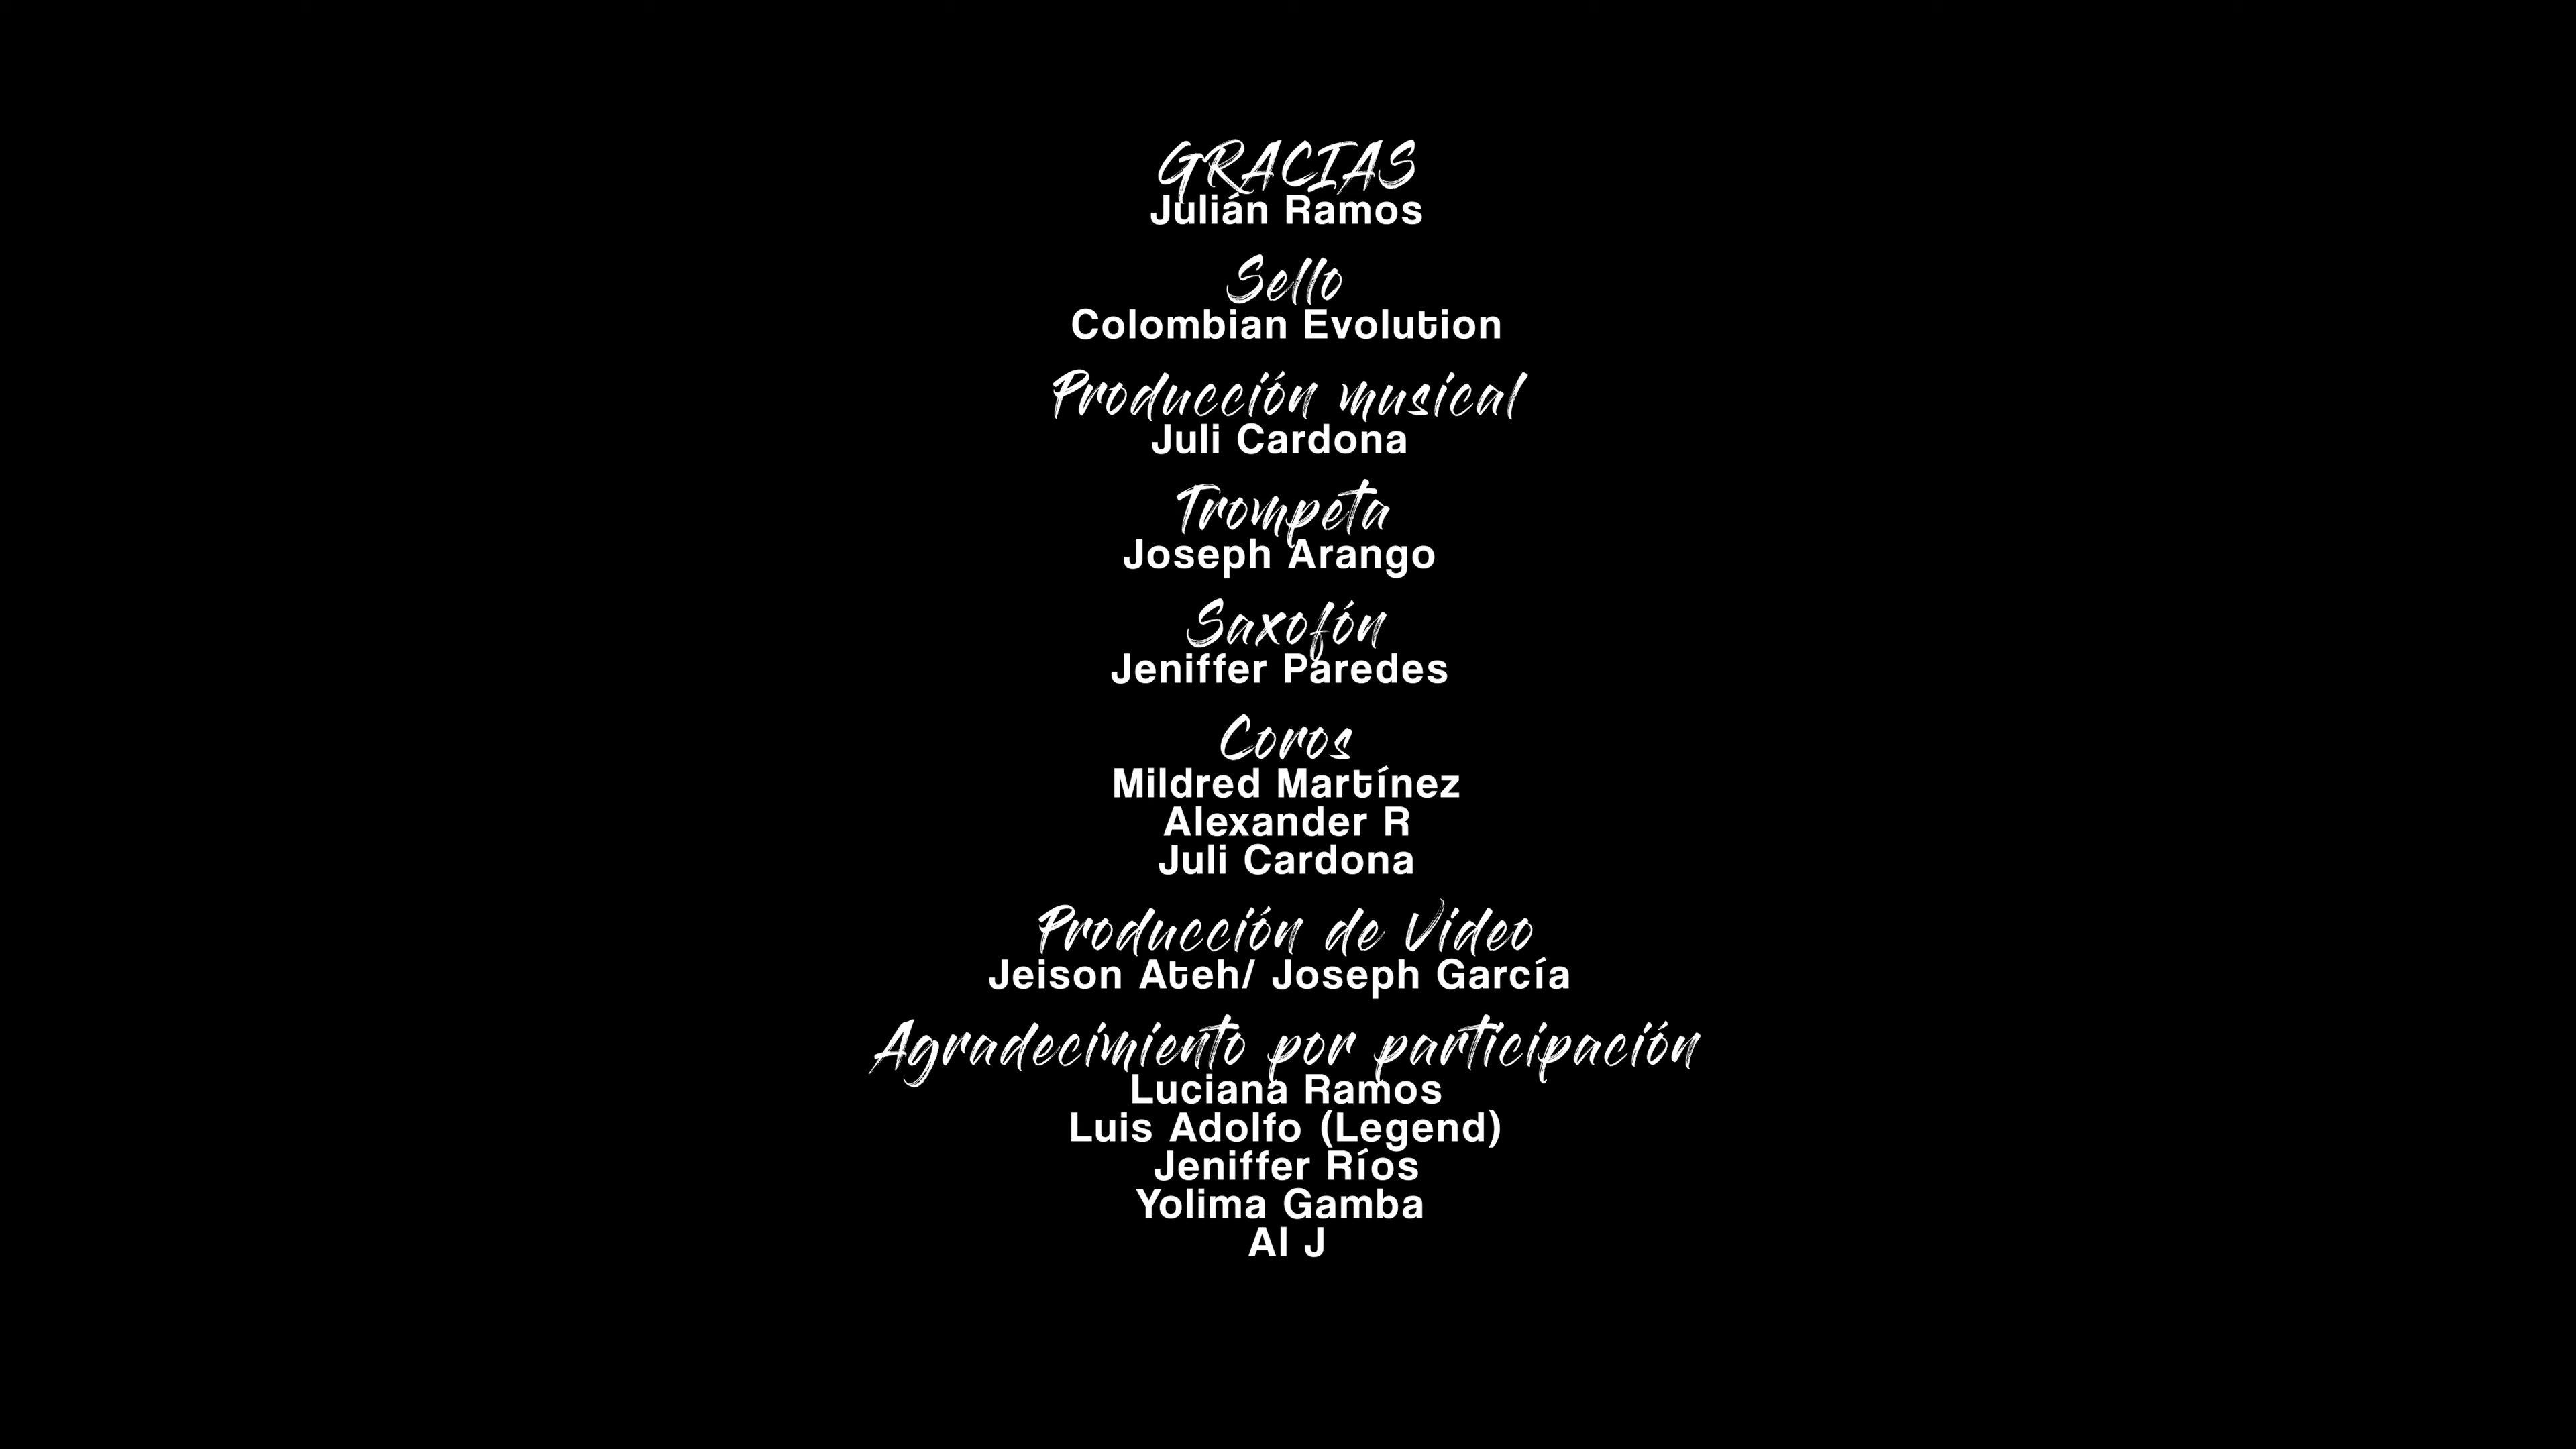 GRACIAS
Julián Ramos
Sello
Colombian Evolution
Producción musical
Juli Cardona
Trompeta
Joseph Arango
Saxofón
Jeniffer Paredes
Coros
Mildred Martínez
Alexander R
Juli Cardona
Producción de Video
Jeison Ateh/ Joseph García
Agradecimiento por participación
Luciana Ramos
Luis Adolfo (Legend)
Jeniffer Ríos
Yolima Gamba
Al J